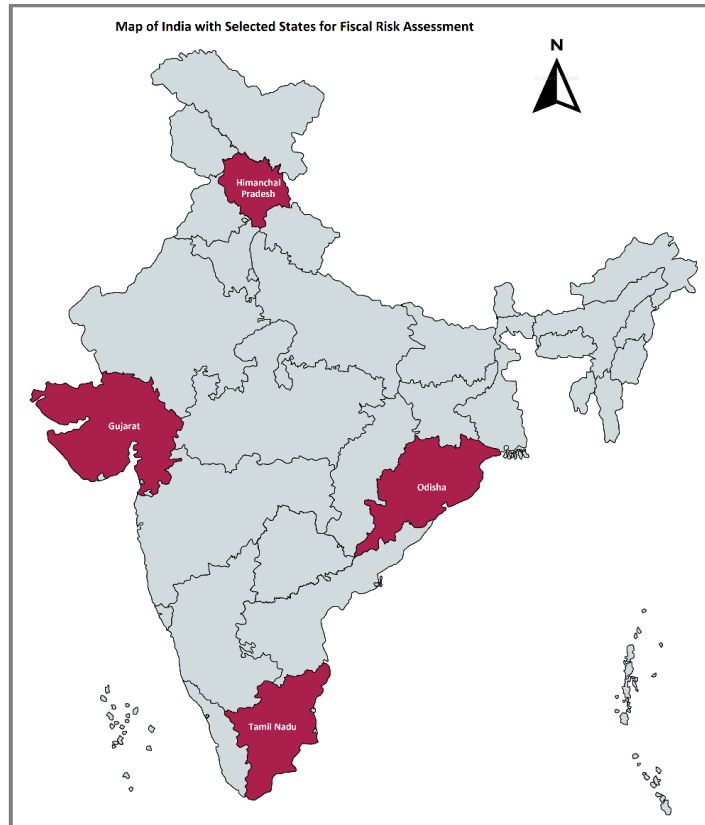 Map of India with Selected States for Fiscal Risk Assessment
N
Himanchal
Pradesh
Gujarat
Odisha
Tamil Nadu